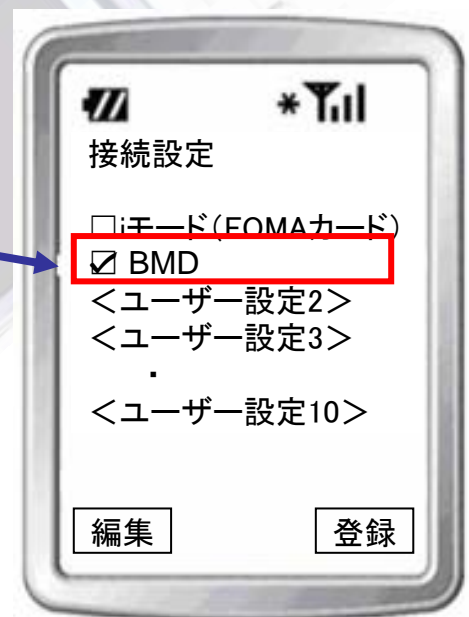 接続設定
□iモード(FOMAカード)
☑ BMD
<ユーザー設定2>
<ユーザー設定3>
・
<ユーザー設定10>
編集
登録